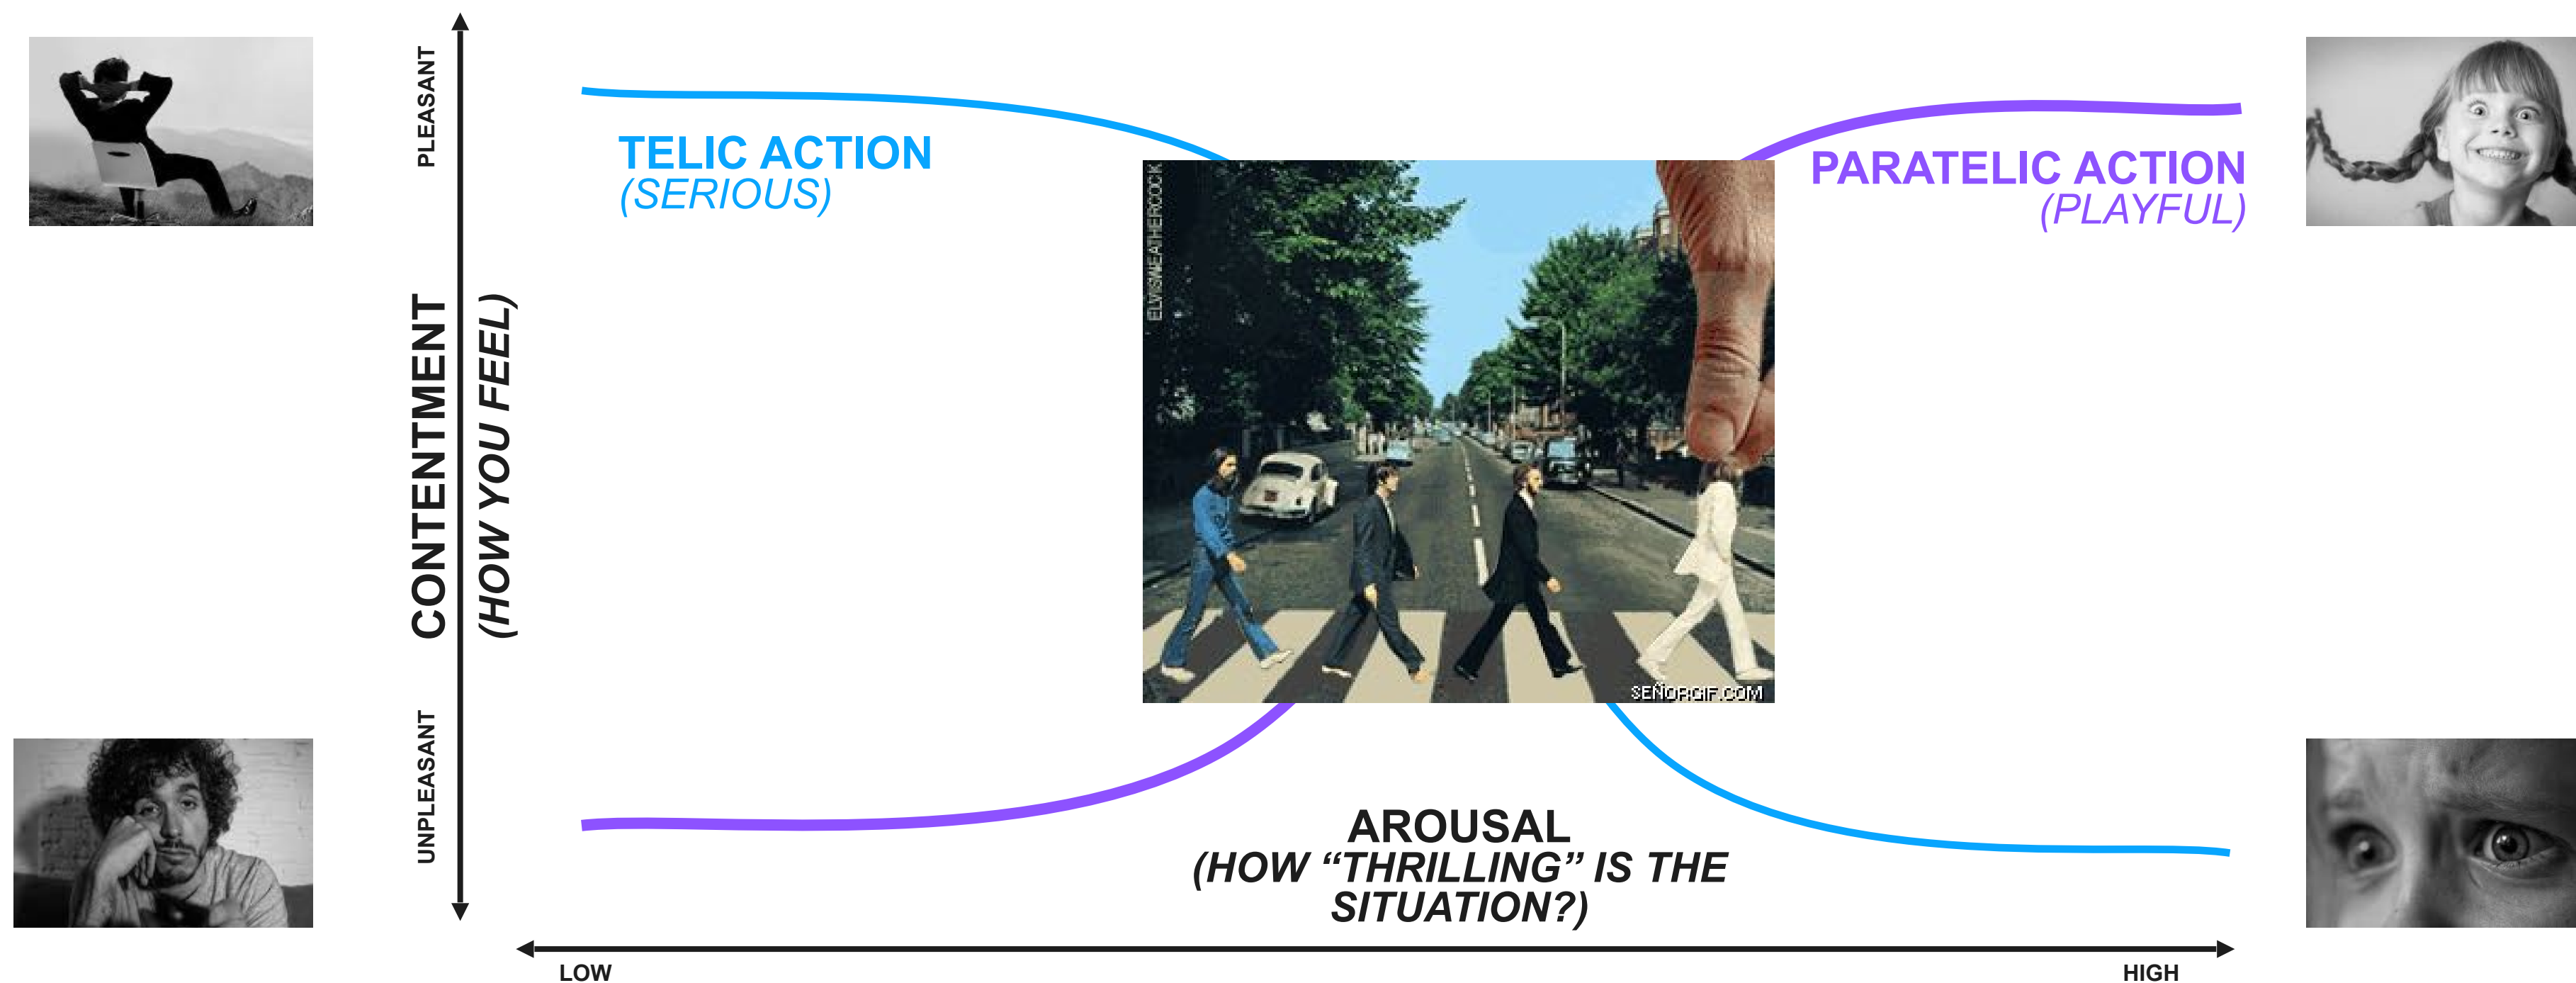 PLEASANT
TELIC ACTION
(SERIOUS)
PARATELIC ACTION
(PLAYFUL)
ELVISWEATHERCOCK
CONTENTMENT
(HOW YOU FEEL)
SEÑORGIF.COM
UNPLEASANT
AROUSAL
(HOW “THRILLING” IS THE
SITUATION?)
LOW
HIGH